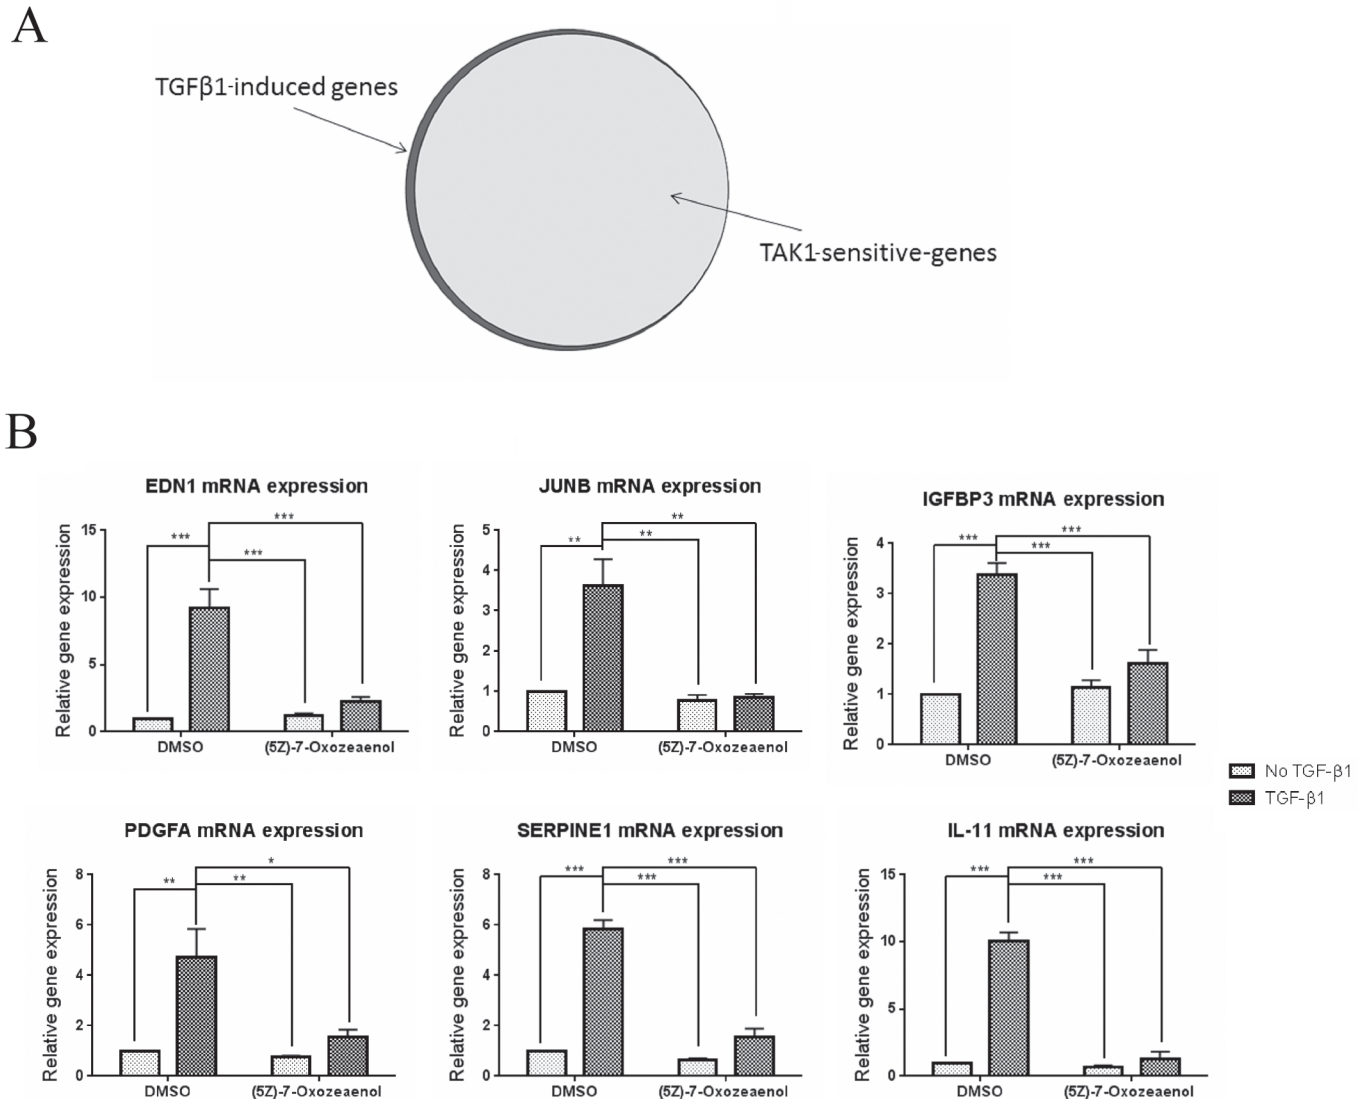 A
TGFβ1-induced genes
TAK1-sensitive-genes
B
EDN1 mRNA expression
Relative gene expression
15
10
5
0
***
***
***
DMSO
(5Z)-7-Oxozeaenol
JUNB mRNA expression
Relative gene expression
5
4
3
2
1
0
**
**
**
DMSO
(5Z)-7-Oxozeaenol
IGFBP3 mRNA expression
Relative gene expression
4
3
2
1
0
***
***
***
DMSO
(5Z)-7-Oxozeaenol
No TGF-β1
TGF-β1
PDGFA mRNA expression
Relative gene expression
8
6
4
2
0
*
**
**
DMSO
(5Z)-7-Oxozeaenol
SERPINE1 mRNA expression
Relative gene expression
8
6
4
2
0
***
***
***
DMSO
(5Z)-7-Oxozeaenol
IL-11 mRNA expression
Relative gene expression
15
10
5
0
***
***
***
DMSO
(5Z)-7-Oxozeaenol